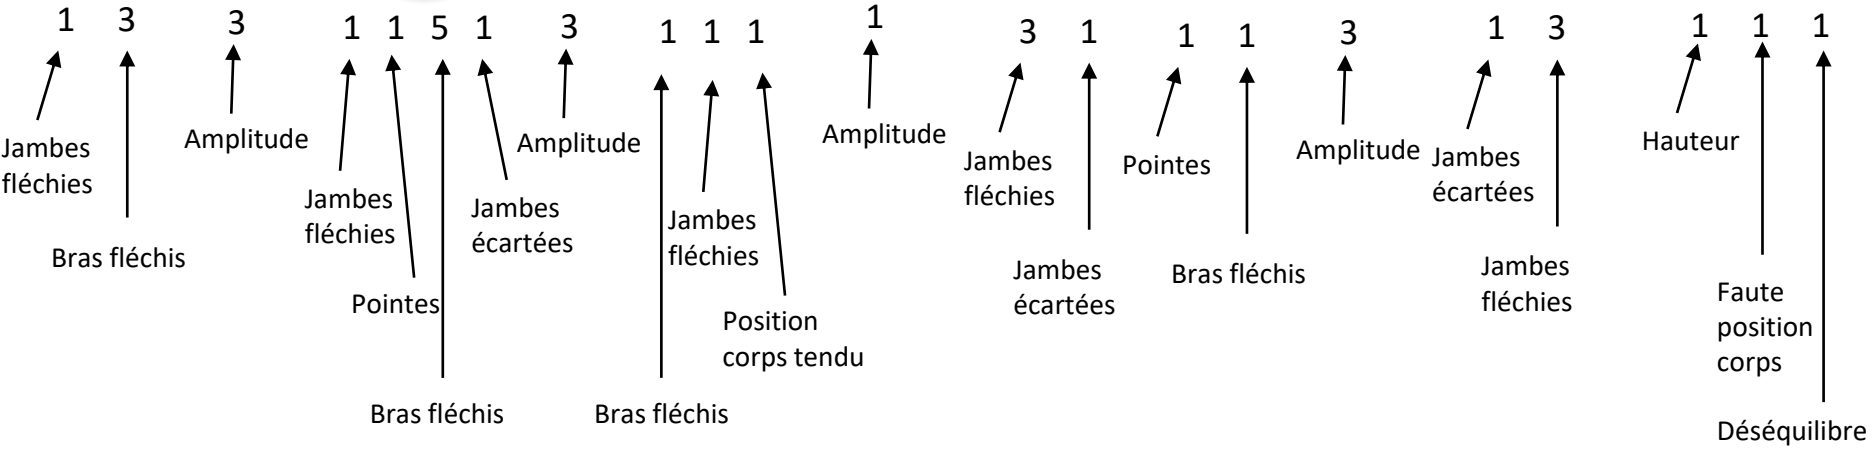 1 3 3 1 1 5 1 3 1 1 1 1 3 1 1 1 3 1 3 1 1 1
Jambes
fléchies
Bras fléchis
Amplitude
Jambes
fléchies
Pointes
Bras fléchis
Jambes
écartées
Amplitude
Bras fléchis
Jambes
fléchies
Position
corps tendu
Amplitude
Jambes
fléchies
Jambes
écartées
Pointes
Bras fléchis
Amplitude
Jambes
écartées
Jambes
fléchies
Hauteur
Faute
position
corps
Déséquilibre